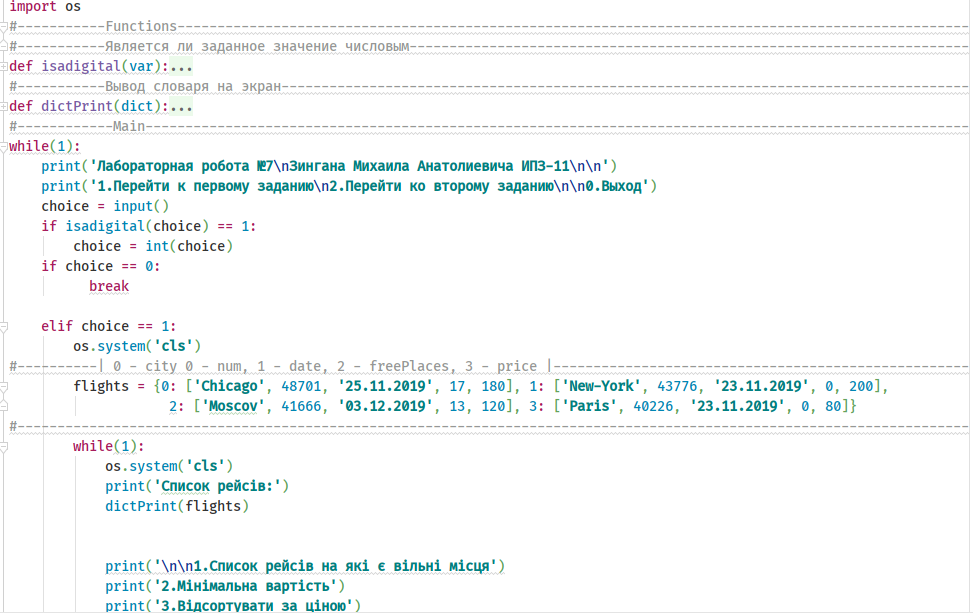 import os
#-----------Functions----------------------------------------------------------------------------------------------------
#-----------Является ли заданное значение числовым-----------------------------------------------------------------------
def isadigital(var):...
#-----------Вывод словаря на экран---------------------------------------------------------------------------------------
def dictPrint(dict):...
#------------Main--------------------------------------------------------------------------------------------------------
while(1):
    print('Лабораторная робота №7\nЗингана Михаила Анатолиевича ИПЗ-11\n\n')
    print('1.Перейти к первому заданию\n2.Перейти ко второму заданию\n\n0.Выход')
    choice = input()
    if isadigital(choice) == 1:
        choice = int(choice)
    if choice == 0:
          break
    elif choice == 1:
        os.system('cls')
#----------| 0 - city 0 - num, 1 - date, 2 - freePlaces, 3 - price |-----------------------------------------------------
        flights = {0: ['Chicago', 48701, '25.11.2019', 17, 180], 1: ['New-York', 43776, '23.11.2019', 0, 200],
                    2: ['Moscov', 41666, '03.12.2019', 13, 120], 3: ['Paris', 40226, '23.11.2019', 0, 80]}
#-----------------------------------------------------------------------------------------------------------------------
        while(1):
            os.system('cls')
            print('Список рейсів:')
            dictPrint(flights)
            print('\n\n1.Список рейсів на які є вільні місця')
            print('2.Мінімальна вартість')
            print('3.Відсортувати за ціною')